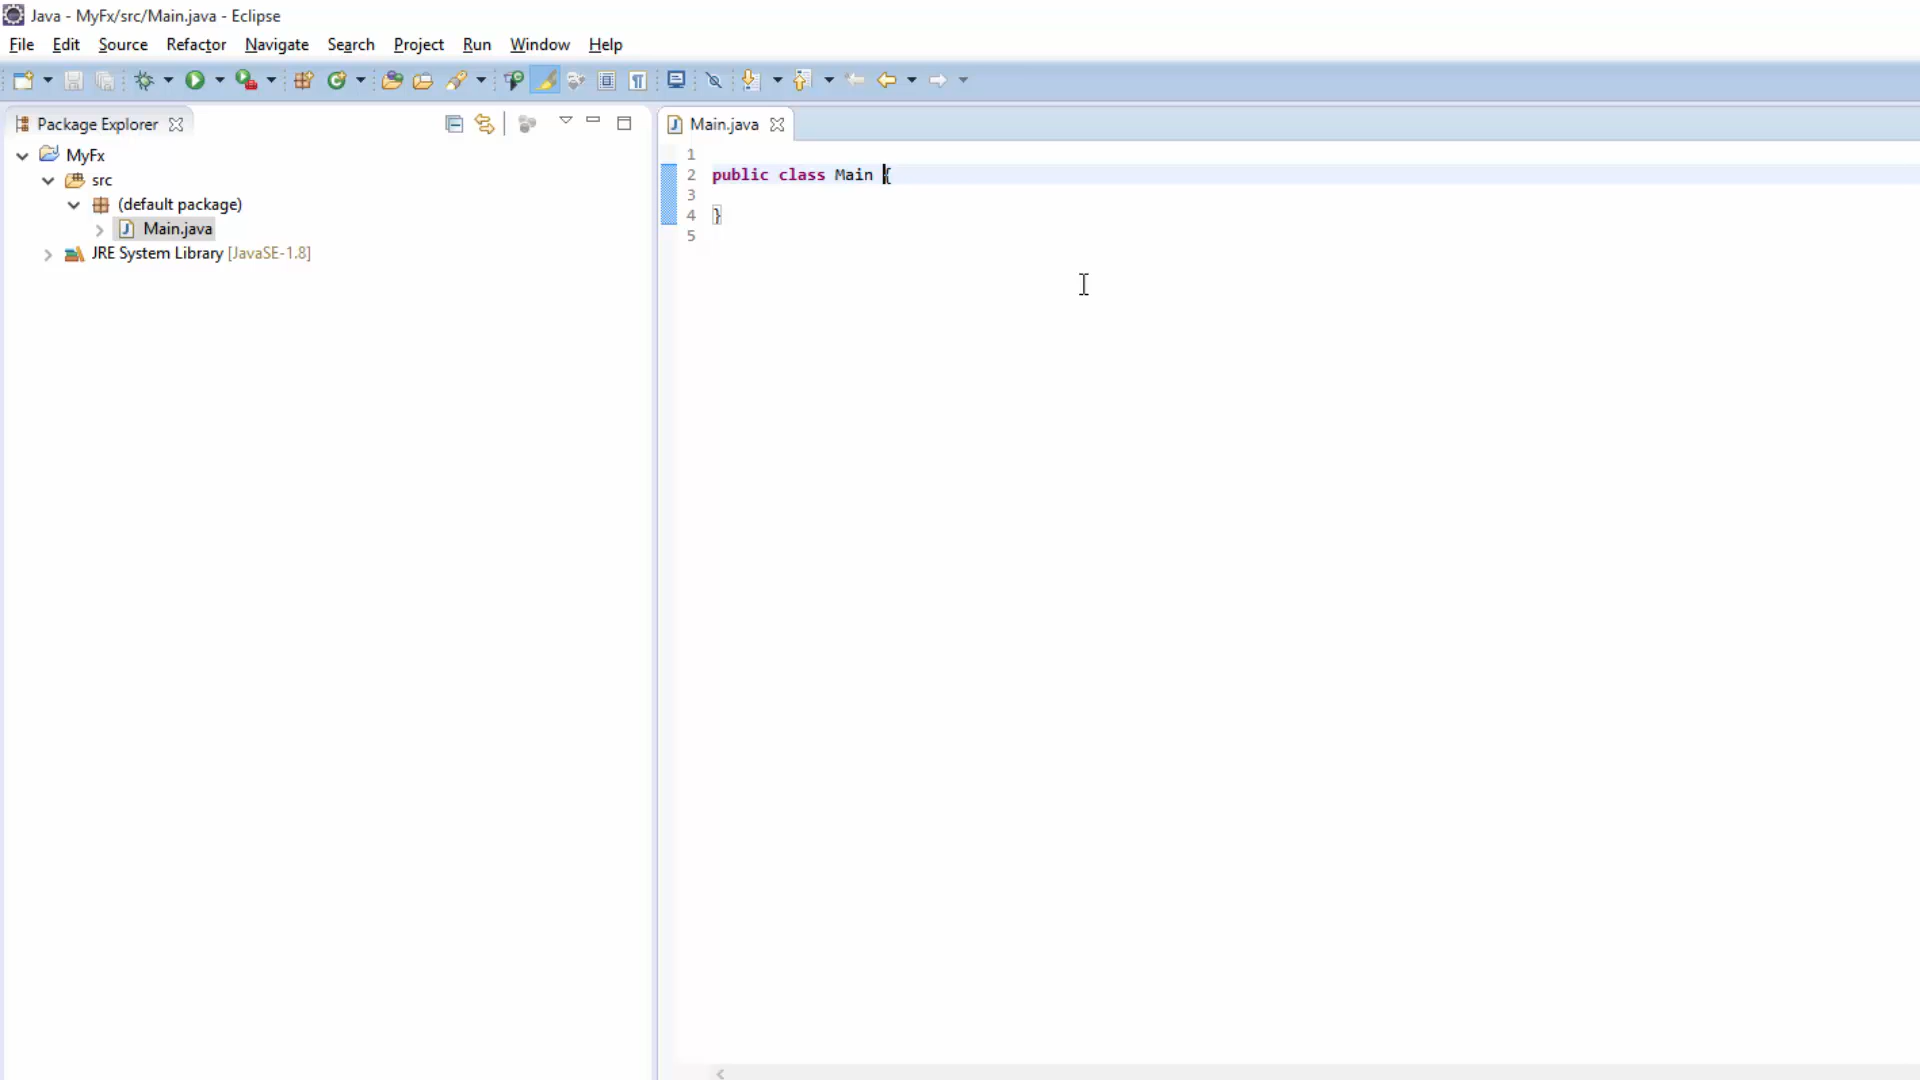 Java - MyFx/src/Main.java - Eclipse
File Edit Source Refactor Navigate Search Project Run Window Help
Package Explorer
MyFx
src
(default package)
Main.java
JRE System Library [JavaSE-1.8]
Main.java
1
2 public class Main {
3
4 }
5